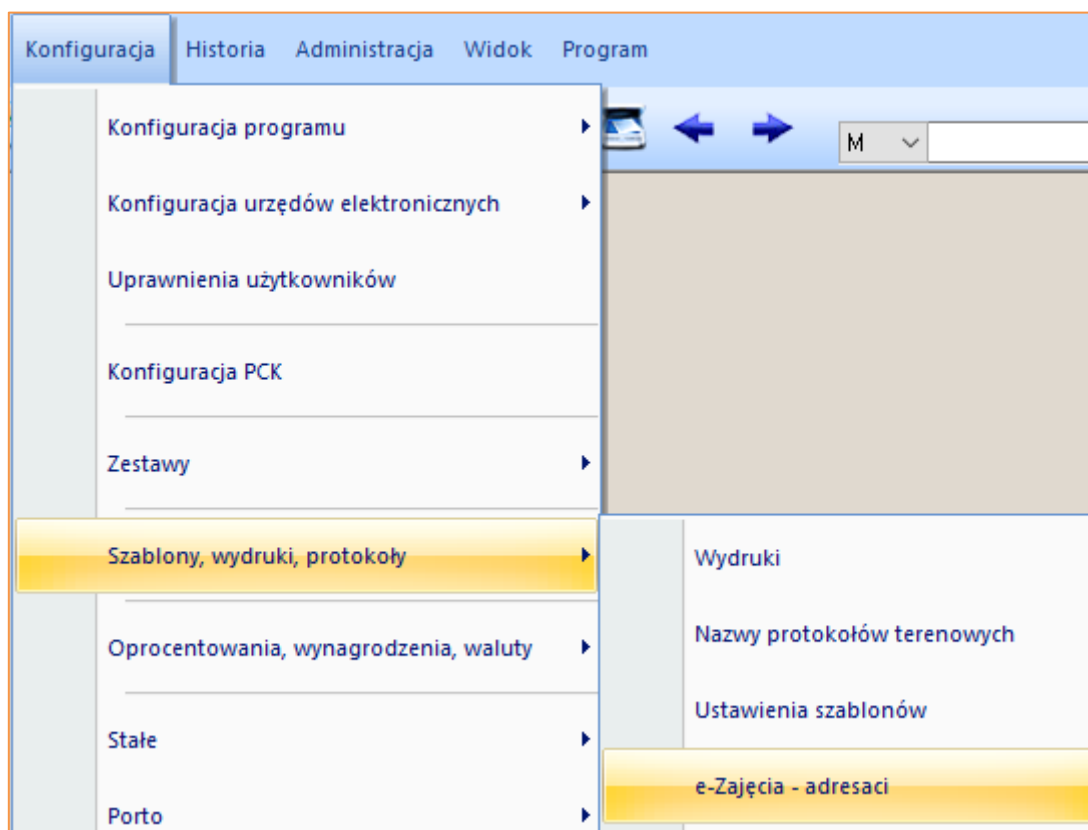 Konfiguracja Historia Administracja Widok Program
Konfiguracja programu
M
Konfiguracja urzędów elektronicznych
Uprawnienia użytkowników
Konfiguracja PCK
Zestawy
Szablony, wydruki, protokoły
Wydruki
Nazwy protokołów terenowych
Oprocentowania, wynagrodzenia, waluty
Ustawienia szablonów
Stałe
e-Zajęcia - adresaci
Porto